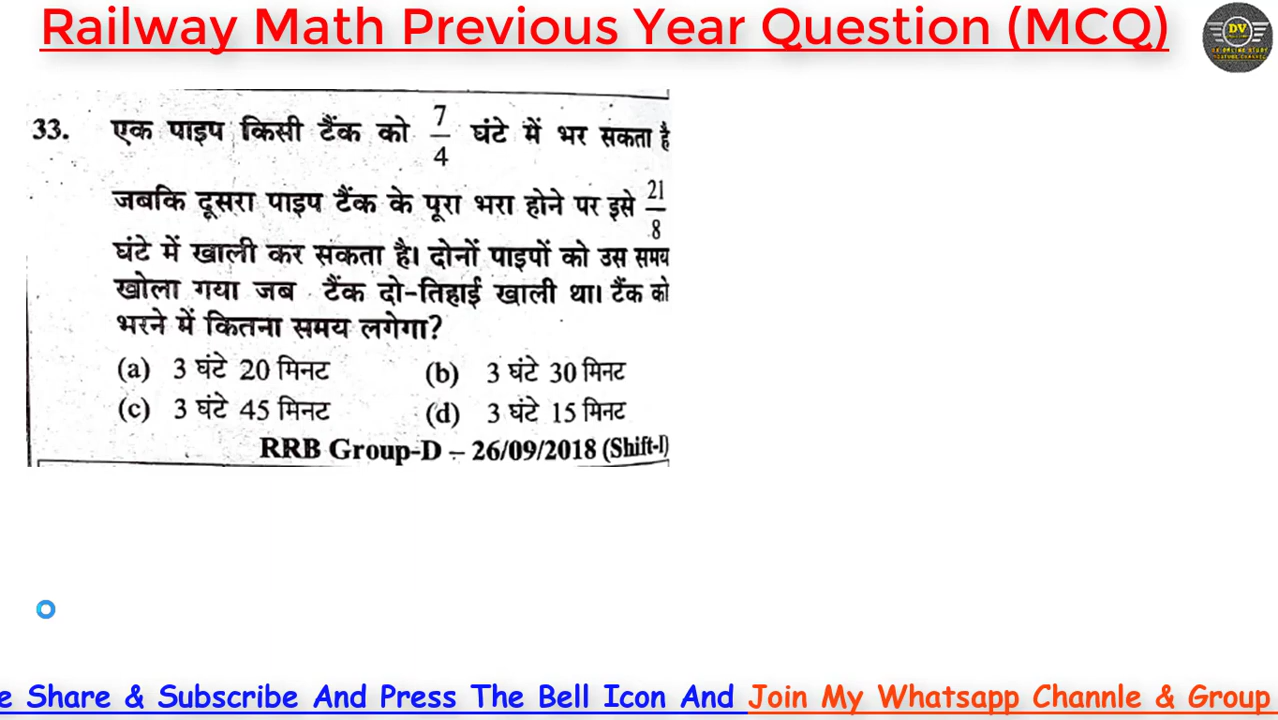 Railway Math Previous Year Question (MCQ)
DV
33. एक पाइप किसी टैंक को 7/4 घंटे में भर सकता है
जबकि दूसरा पाइप टैंक के पूरा भरा होने पर इसे 21/8
घंटे में खाली कर सकता है। दोनों पाइपों को उस समय
खोला गया जब टैंक दो-तिहाई खाली था। टैंक को
भरने में कितना समय लगेगा?
(a) 3 घंटे 20 मिनट (b) 3 घंटे 30 मिनट
(c) 3 घंटे 45 मिनट (d) 3 घंटे 15 मिनट
RRB Group-D – 26/09/2018 (Shift-I)
e Share & Subscribe And Press The Bell Icon And Join My Whatsapp Channle & Group